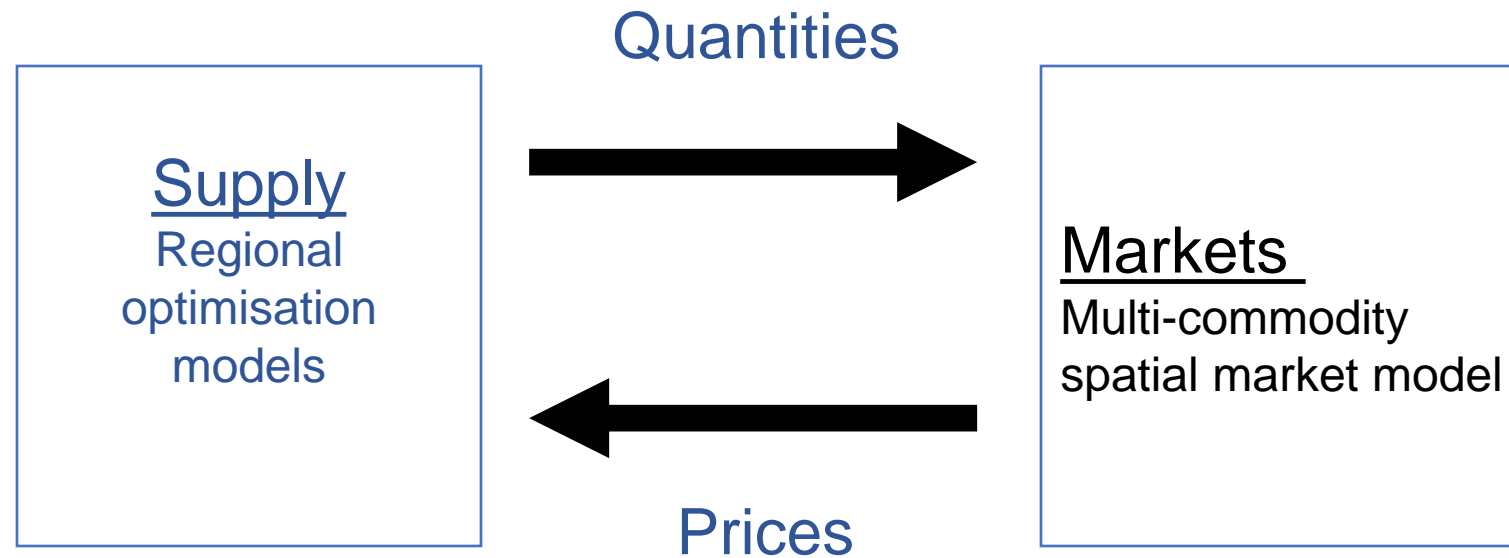 Quantities
Supply
Regional
optimisation
models
Markets
Multi-commodity
spatial market model
Prices